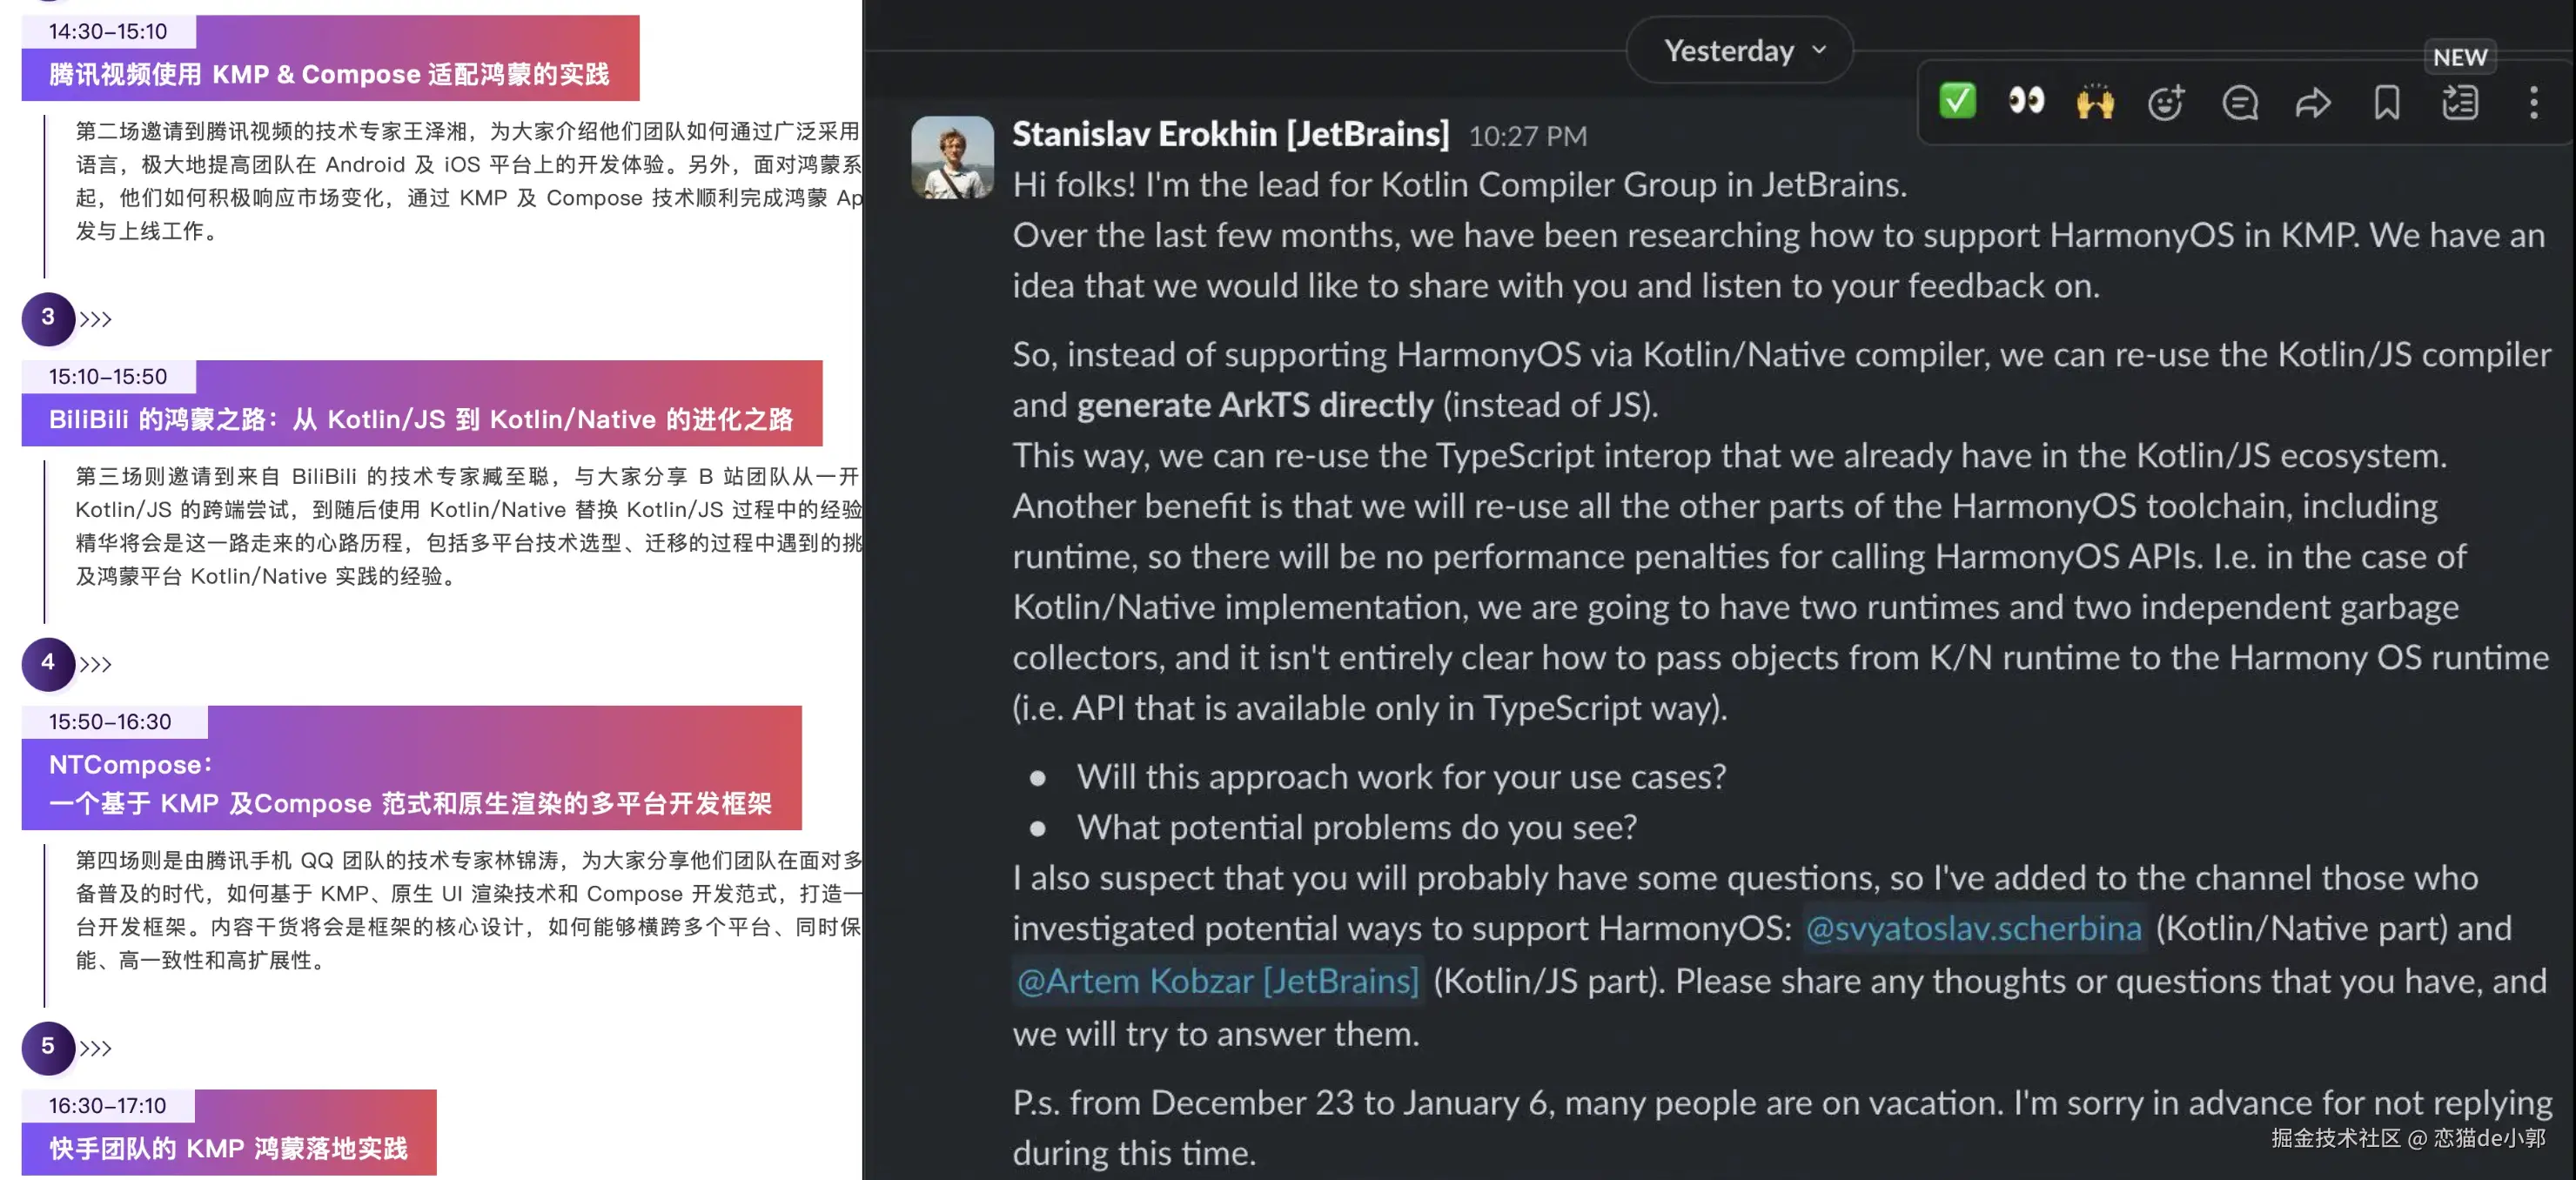 14:30-15:10
腾讯视频使用 KMP & Compose 适配鸿蒙的实践
第二场邀请到腾讯视频的技术专家王泽湘，为大家介绍他们团队如何通过广泛采用
语言，极大地提高团队在 Android 及 iOS 平台上的开发体验。另外，面对鸿蒙系
起，他们如何积极响应市场变化，通过 KMP 及 Compose 技术顺利完成鸿蒙 Ap
发与上线工作。
3 >>>
15:10-15:50
BiliBili 的鸿蒙之路：从 Kotlin/JS 到 Kotlin/Native 的进化之路
第三场则邀请到来自 BiliBili 的技术专家臧至聪，与大家分享 B 站团队从一开
Kotlin/JS 的跨端尝试，到随后使用 Kotlin/Native 替换 Kotlin/JS 过程中的经验
精华将会是这一路走来的心路历程，包括多平台技术选型、迁移的过程中遇到的挑
及鸿蒙平台 Kotlin/Native 实践的经验。
4 >>>
15:50-16:30
NTCompose：
一个基于 KMP 及Compose 范式和原生渲染的多平台开发框架
第四场则是由腾讯手机 QQ 团队的技术专家林锦涛，为大家分享他们团队在面对多
备普及的时代，如何基于 KMP、原生 UI 渲染技术和 Compose 开发范式，打造一
台开发框架。内容干货将会是框架的核心设计，如何能够横跨多个平台、同时保
能、高一致性和高扩展性。
5 >>>
16:30-17:10
快手团队的 KMP 鸿蒙落地实践
Yesterday
NEW
Stanislav Erokhin [JetBrains] 10:27 PM
Hi folks! I'm the lead for Kotlin Compiler Group in JetBrains.
Over the last few months, we have been researching how to support HarmonyOS in KMP. We have an
idea that we would like to share with you and listen to your feedback on.
So, instead of supporting HarmonyOS via Kotlin/Native compiler, we can re-use the Kotlin/JS compiler
and generate ArkTS directly (instead of JS).
This way, we can re-use the TypeScript interop that we already have in the Kotlin/JS ecosystem.
Another benefit is that we will re-use all the other parts of the HarmonyOS toolchain, including
runtime, so there will be no performance penalties for calling HarmonyOS APIs. I.e. in the case of
Kotlin/Native implementation, we are going to have two runtimes and two independent garbage
collectors, and it isn't entirely clear how to pass objects from K/N runtime to the Harmony OS runtime
(i.e. API that is available only in TypeScript way).
● Will this approach work for your use cases?
● What potential problems do you see?
I also suspect that you will probably have some questions, so I've added to the channel those who
investigated potential ways to support HarmonyOS: @svyatoslav.scherbina (Kotlin/Native part) and
@Artem Kobzar [JetBrains] (Kotlin/JS part). Please share any thoughts or questions that you have, and
we will try to answer them.
P.s. from December 23 to January 6, many people are on vacation. I'm sorry in advance for not replying
during this time.
掘金技术社区 @ 恋猫de小郭